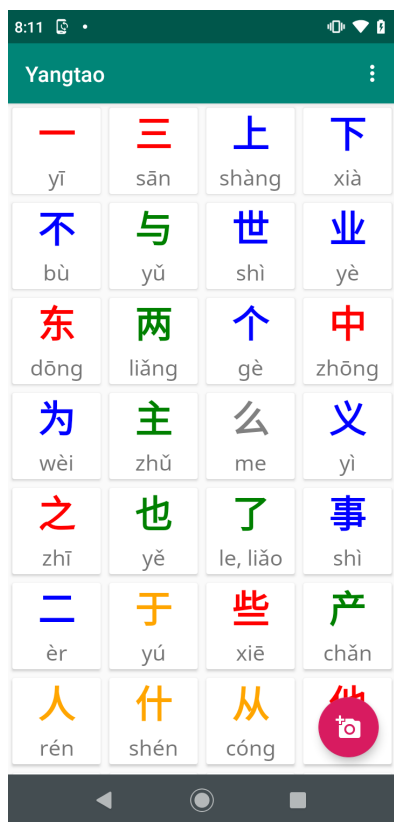 8:11
Yangtao
一 三 上 下
yī sān shàng xià
不 与 世 业
bù yǔ shì yè
东 两 个 中
dōng liǎng gè zhōng
为 主 么 义
wèi zhǔ me yì
之 也 了 事
zhī yě le, liǎo shì
二 于 些 产
èr yú xiē chǎn
人 什 从
rén shén cóng